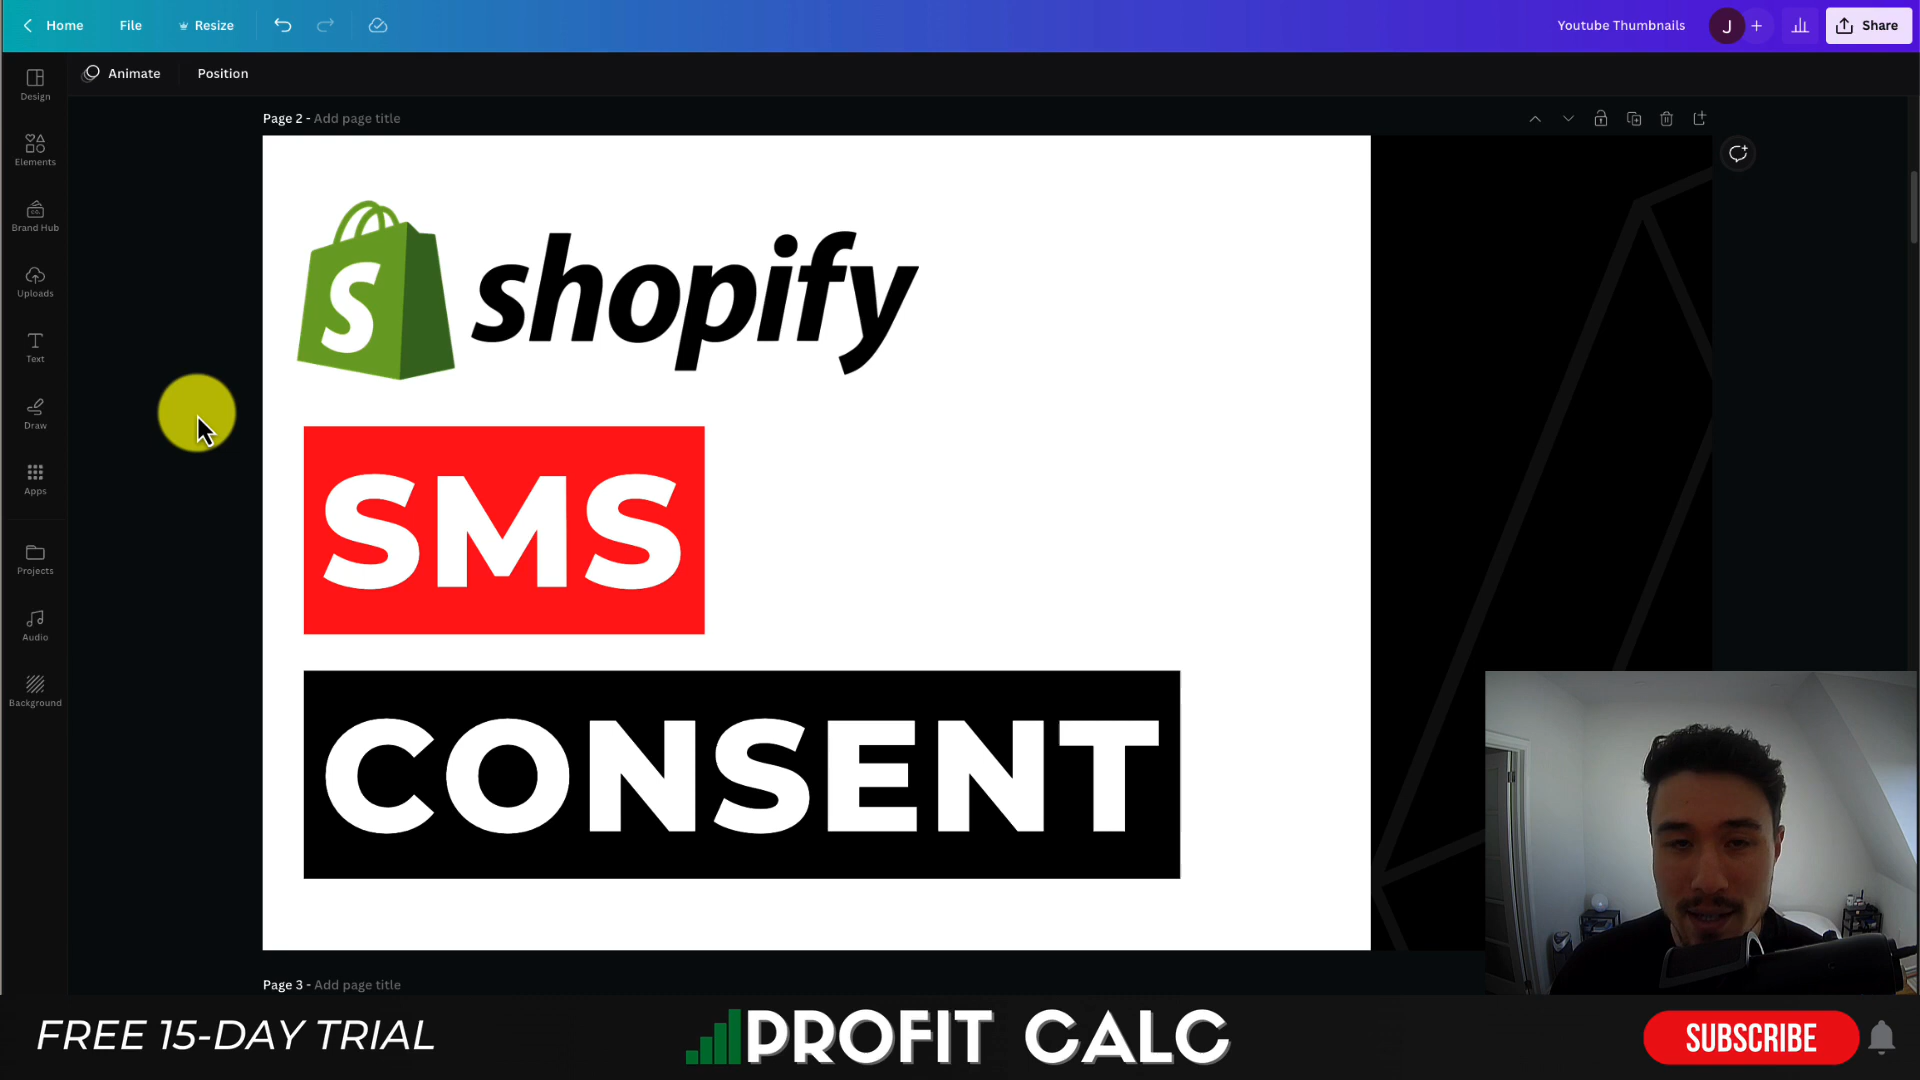 Home File Resize Youtube Thumbnails J + Share
Animate Position
Design
Elements
CO.
Brand Hub
Uploads
Text
Draw
Apps
Projects
Audio
Background
Page 2 - Add page title
S shopify
SMS
CONSENT
Page 3 - Add page title
FREE 15-DAY TRIAL
PROFIT CALC
SUBSCRIBE